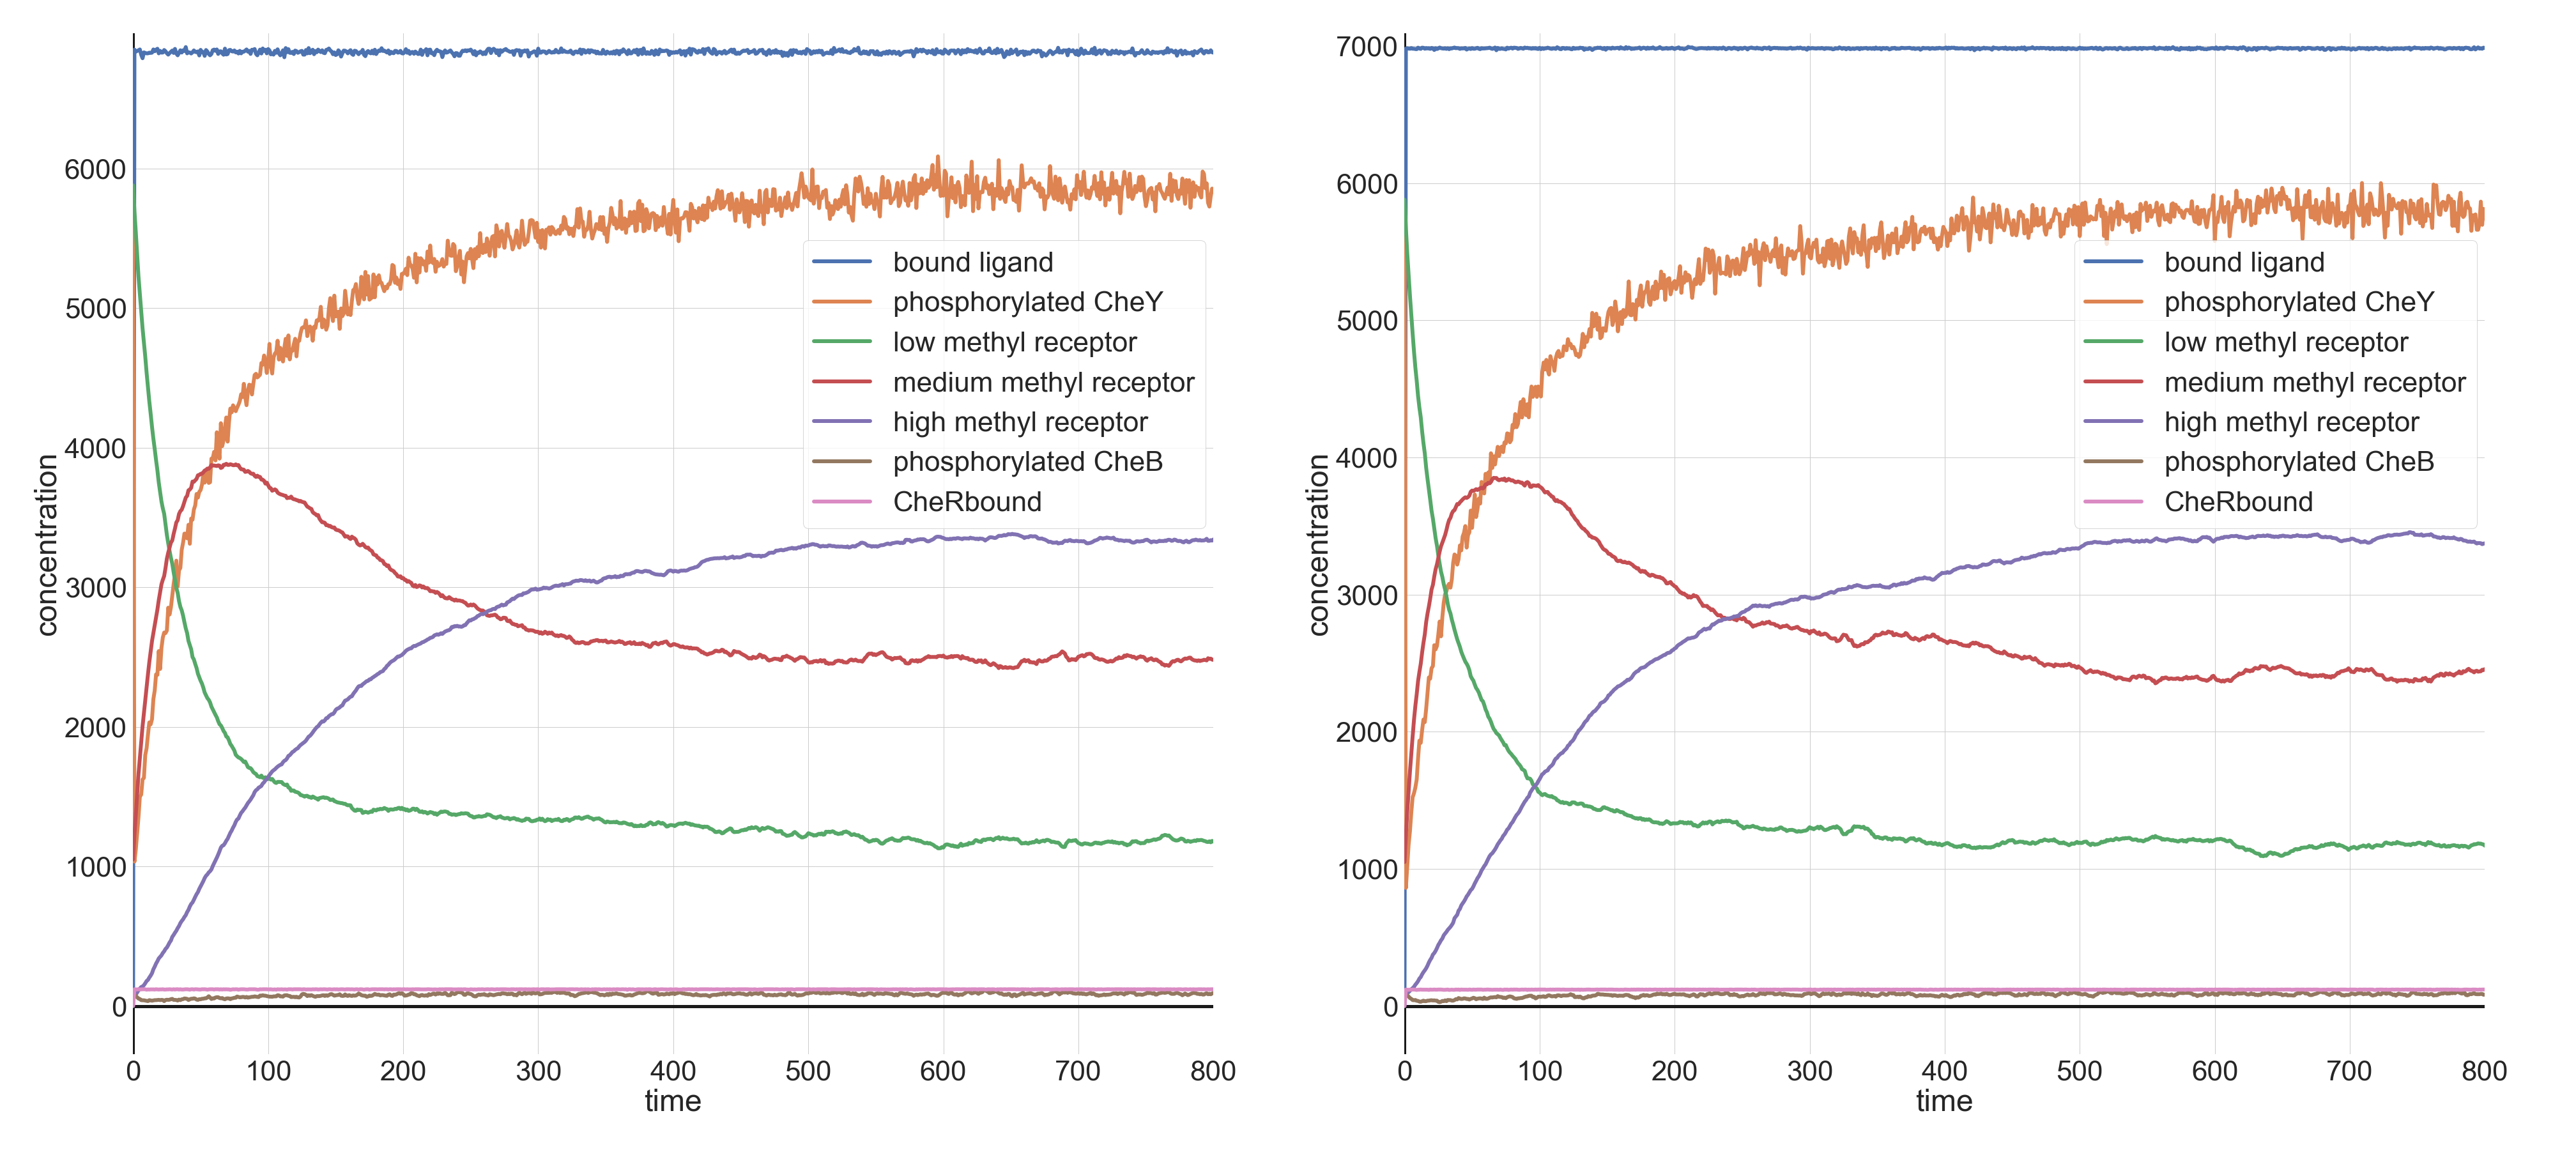 6000
5000
4000
3000
2000
1000
0
concentration
0 100 200 300 400 500 600 700 800
time
bound ligand
phosphorylated CheY
low methyl receptor
medium methyl receptor
high methyl receptor
phosphorylated CheB
CheRbound
7000
6000
5000
4000
3000
2000
1000
0
concentration
0 100 200 300 400 500 600 700 800
time
bound ligand
phosphorylated CheY
low methyl receptor
medium methyl receptor
high methyl receptor
phosphorylated CheB
CheRbound